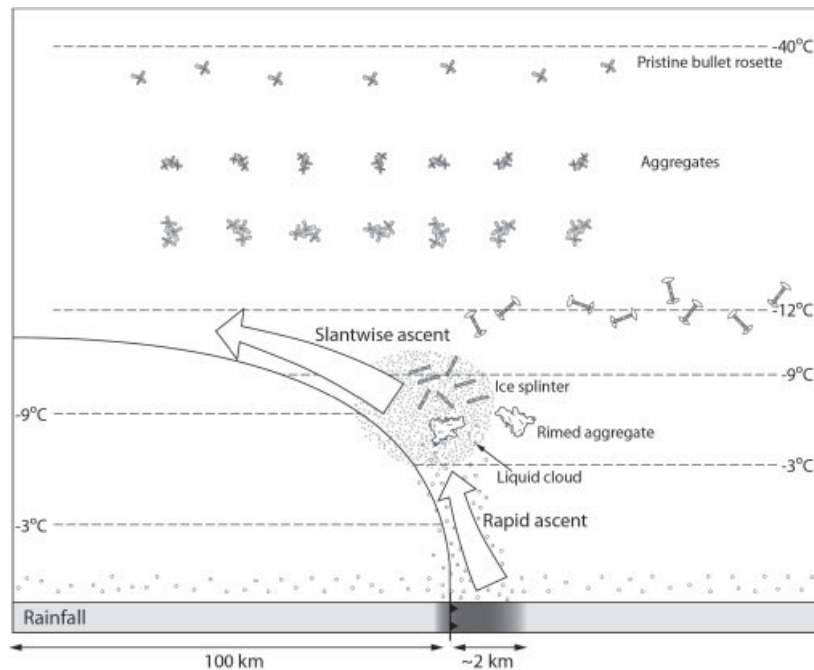 -40°C
Pristine bullet rosette
Aggregates
-12°C
Slantwise ascent
-9°C
Ice splinter
-9°C
Rimed aggregate
-3°C
Liquid cloud
-3°C
Rapid ascent
Rainfall
100 km
~2 km